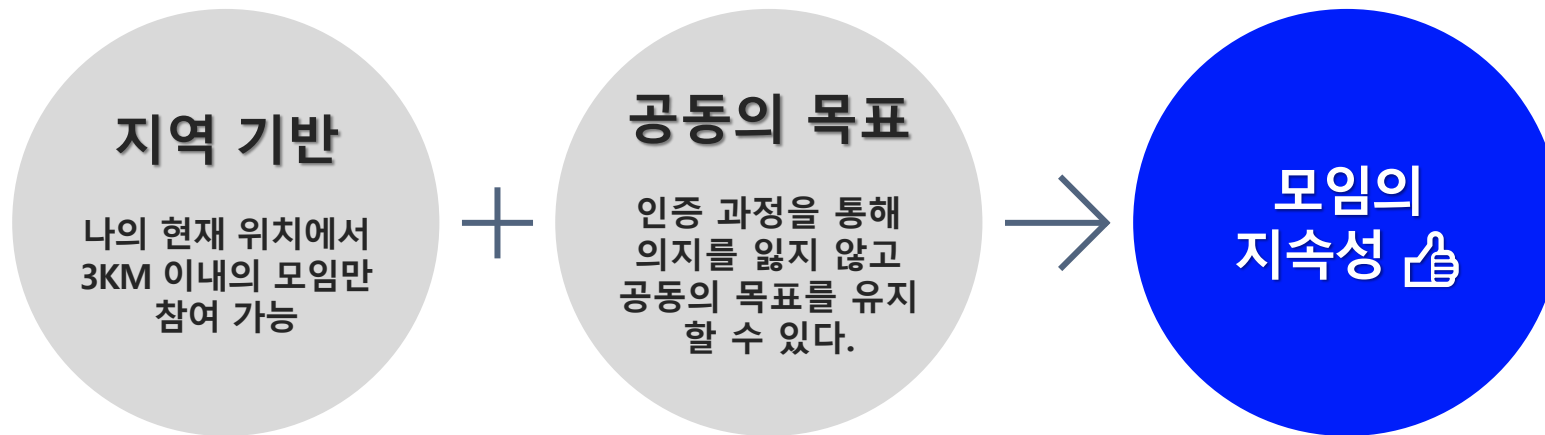 지역 기반
나의 현재 위치에서
3KM 이내의 모임만
참여 가능
공동의 목표
인증 과정을 통해
의지를 잃지 않고
공동의 목표를 유지
할 수 있다.
모임의
지속성